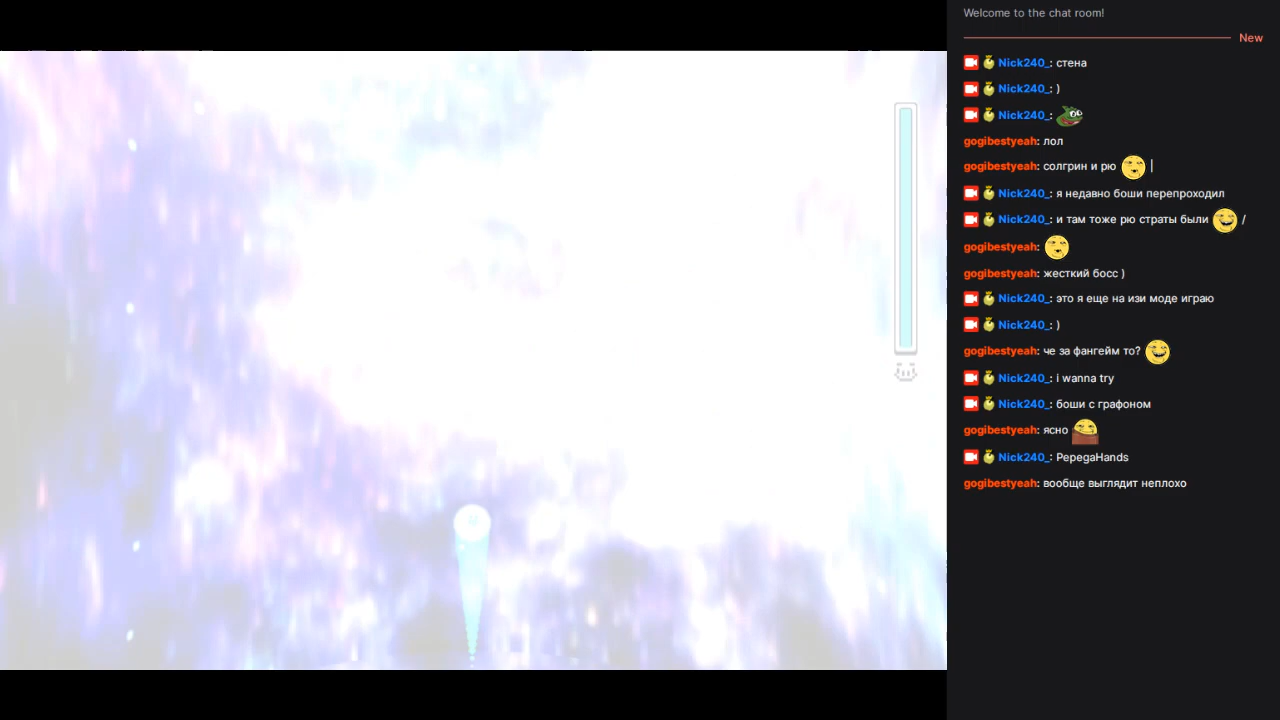 Welcome to the chat room!
New
Nick240_: стена
Nick240_: )
Nick240_:
gogibestyeah: лол
gogibestyeah: солгрин и рю |
Nick240_: я недавно боши перепроходил
Nick240_: и там тоже рю страты были /
gogibestyeah:
gogibestyeah: жесткий босс )
Nick240_: это я еще на изи моде играю
Nick240_: )
gogibestyeah: че за фангейм то?
Nick240_: i wanna try
Nick240_: боши с графоном
gogibestyeah: ясно
Nick240_: PepegaHands
gogibestyeah: вообще выглядит неплохо